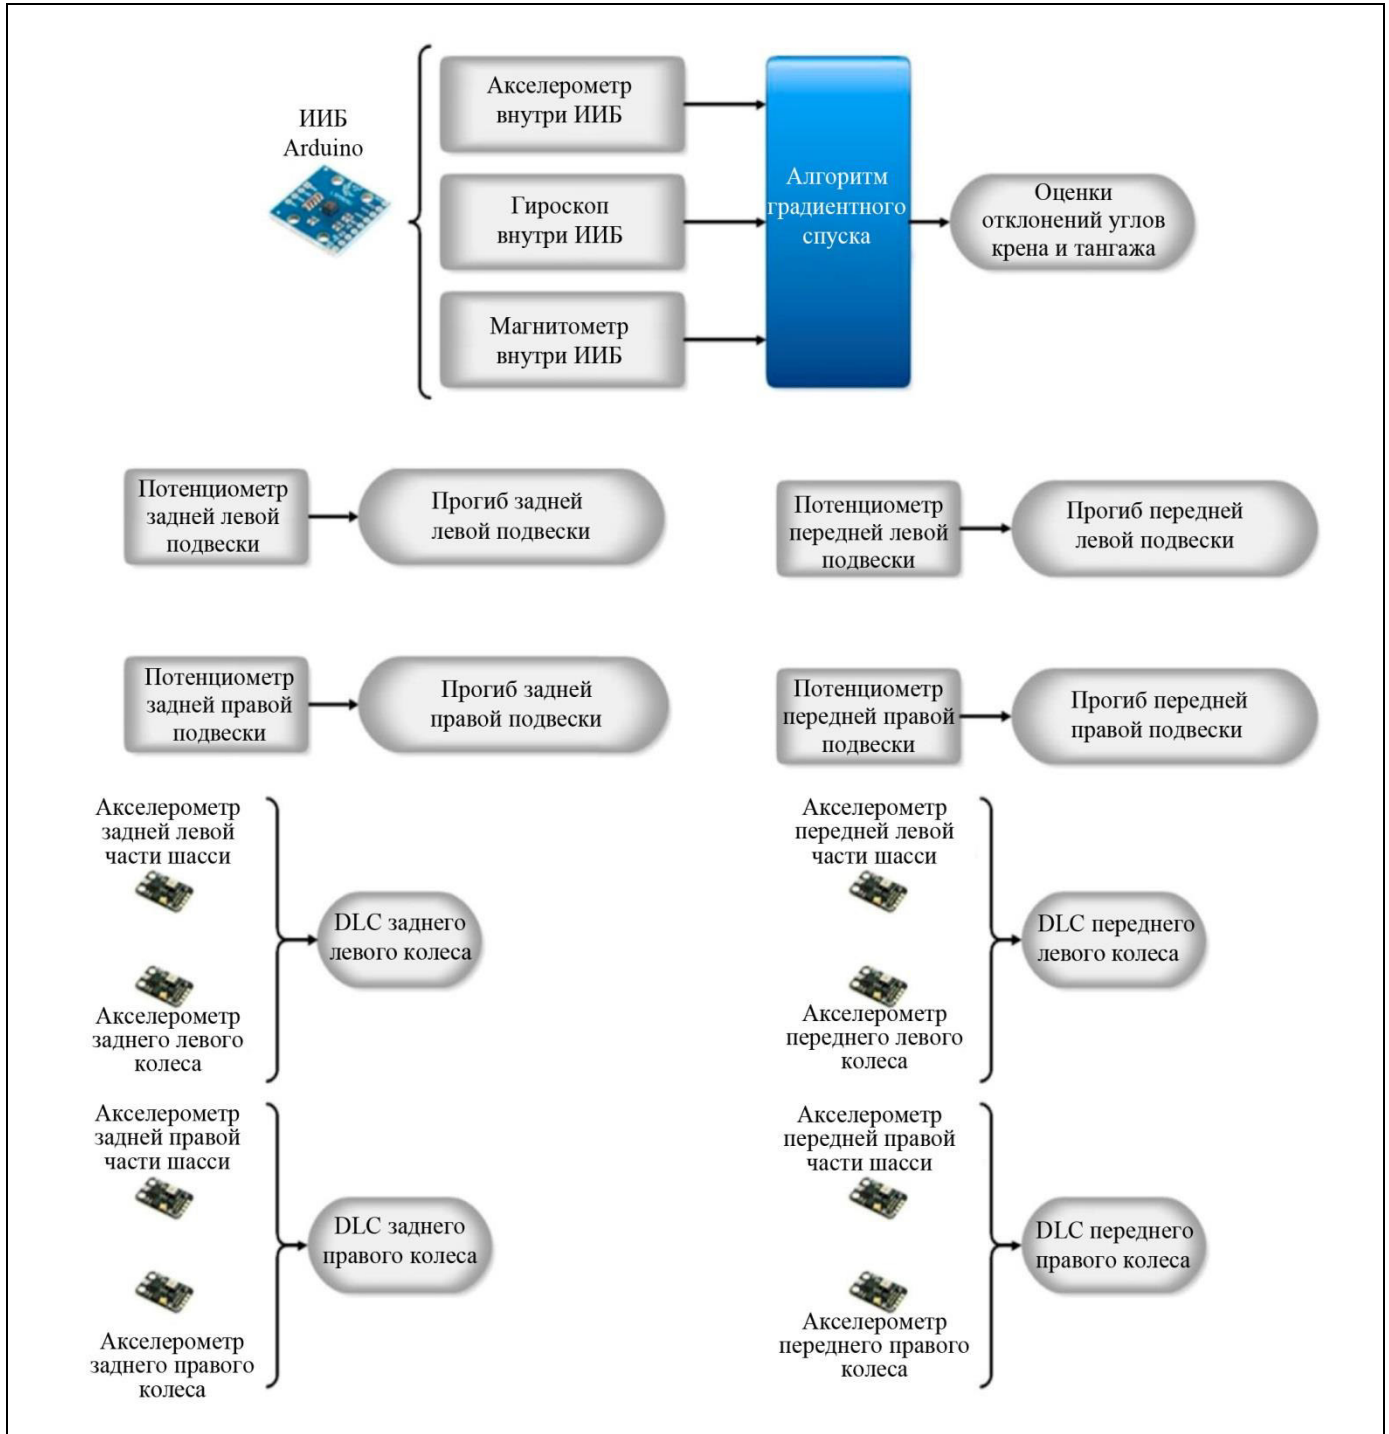 ИИБ
Arduino
Акселерометр
внутри ИИБ
Гироскоп
внутри ИИБ
Магнитометр
внутри ИИБ
Алгоритм
градиентного
спуска
Оценки
отклонений углов
крена и тангажа
Потенциометр
задней левой
подвески
Прогиб задней
левой подвески
Потенциометр
передней левой
подвески
Прогиб передней
левой подвески
Потенциометр
задней правой
подвески
Прогиб задней
правой подвески
Потенциометр
передней правой
подвески
Прогиб передней
правой подвески
Акселерометр
задней левой
части шасси
Акселерометр
заднего левого
колеса
DLC заднего
левого колеса
Акселерометр
передней левой
части шасси
Акселерометр
переднего левого
колеса
DLC переднего
левого колеса
Акселерометр
задней правой
части шасси
Акселерометр
заднего правого
колеса
DLC заднего
правого колеса
Акселерометр
передней правой
части шасси
Акселерометр
переднего правого
колеса
DLC переднего
правого колеса